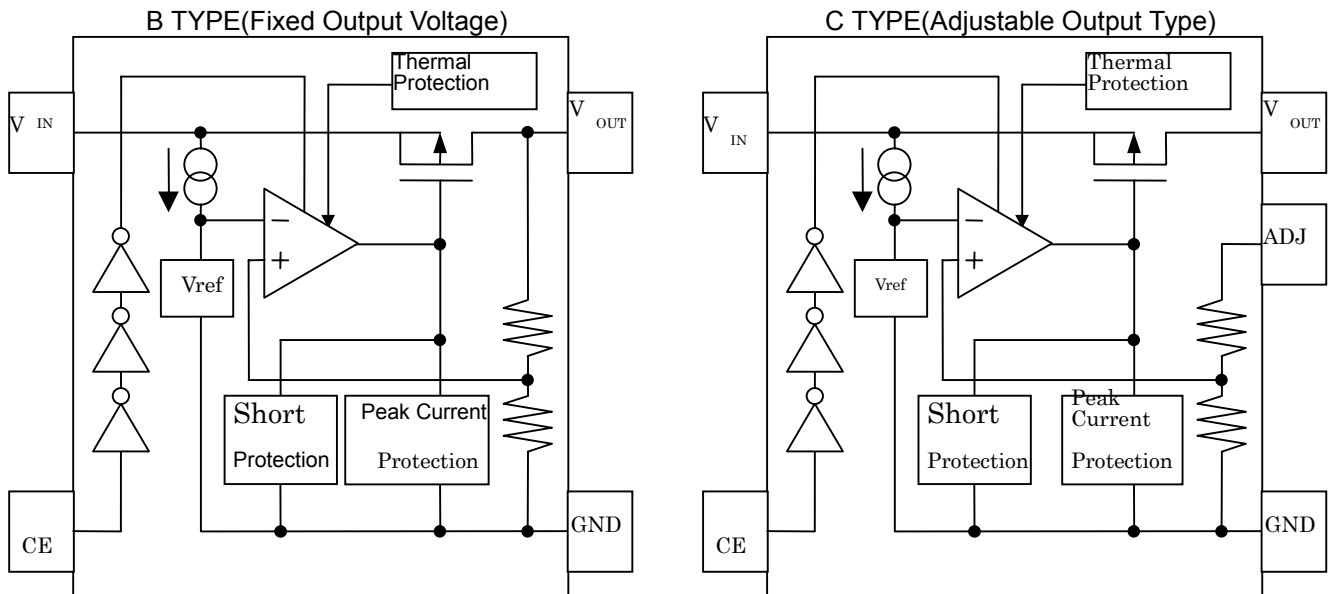 B TYPE(Fixed Output Voltage)
Thermal
Protection
V IN
V OUT
−
+
Vref
Short
Protection
Peak Current
Protection
CE
GND
C TYPE(Adjustable Output Type)
Thermal
Protection
V IN
V OUT
ADJ
−
+
Vref
Short
Protection
Peak
Current
Protection
CE
GND